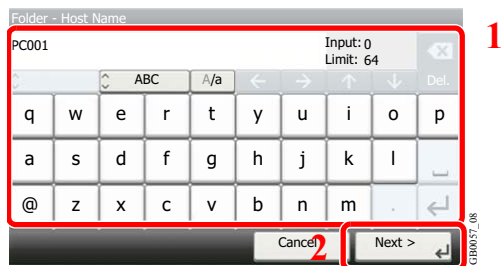 Folder - Host Name
PC001
Input: 0
Limit: 64
1
ABC A/a Del.
q w e r t y u i o p
a s d f g h j k l
@ z x c v b n m .
Cancel 2 Next >
GB0057_08